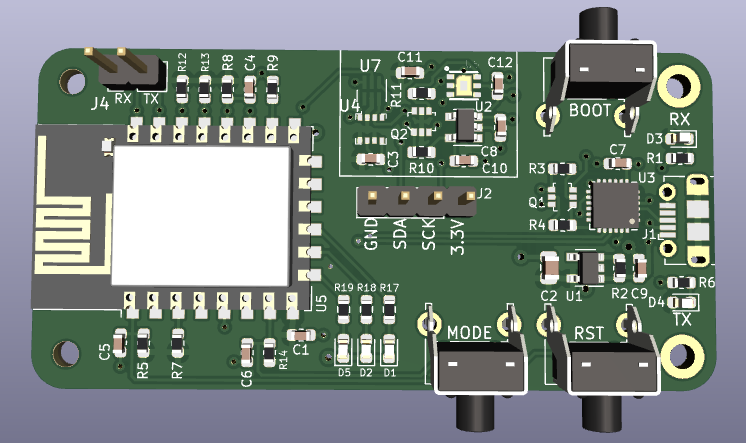 R12
R13
R8
C4
R9
J4
RX
TX
C11
U7
R11
U4
C12
U2
Q2
C3
R10
C8
C10
BOOT
RX
D3
R1
C7
R3
U3
Q1
R4
J1
J2
GND
SDA
SCK
3.3V
C2
U1
R2
C9
R6
D4
TX
U5
R19
R18
R17
MODE
RST
C5
R5
R7
C6
R14
C1
D5
D2
D1